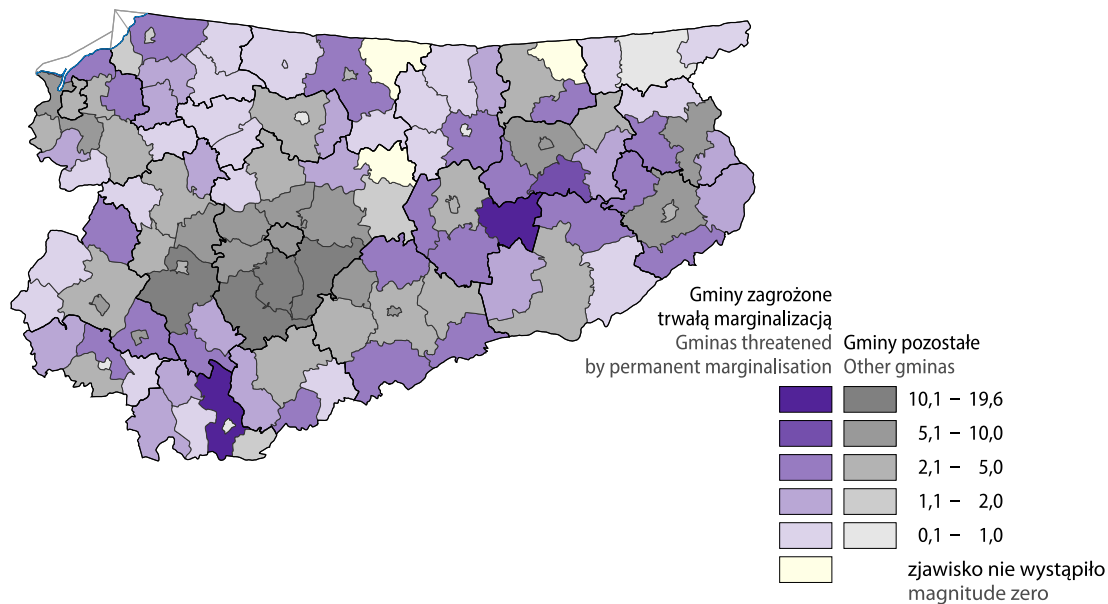 Gminy zagrożone
trwałą marginalizacją
Gminas threatened
by permanent marginalisation
Gminy pozostałe
Other gminas
10,1 – 19,6
5,1 – 10,0
2,1 – 5,0
1,1 – 2,0
0,1 – 1,0
zjawisko nie wystąpiło
magnitude zero